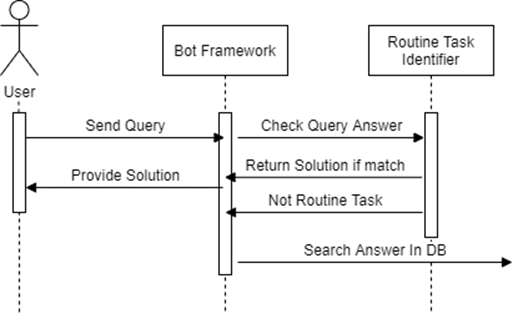 Bot Framework
Routine Task
Identifier
User
Send Query
Check Query Answer
Return Solution if match
Provide Solution
Not Routine Task
Search Answer In DB